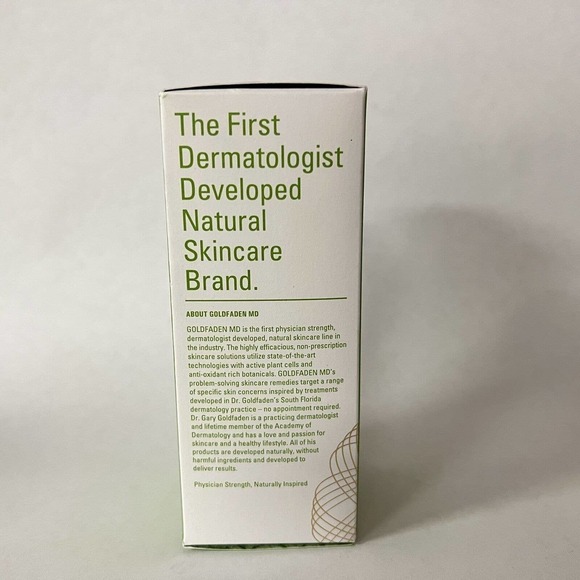 The First
Dermatologist
Developed
Natural
Skincare
Brand.
ABOUT GOLDFADEN MD
GOLDFADEN MD is the first physician strength,
dermatologist developed, natural skincare line in
the industry. The highly efficacious, non-prescription
skincare solutions utilize state-of-the-art
technologies with active plant cells and
anti-oxidant rich botanicals. GOLDFADEN MD's
problem-solving skincare remedies target a range
of specific skin concerns inspired by treatments
developed in Dr. Goldfaden's South Florida
dermatology practice – no appointment required.
Dr. Gary Goldfaden is a practicing dermatologist
and lifetime member of the Academy of
Dermatology and has a love and passion for
skincare and a healthy lifestyle. All of his
products are developed naturally, without
harmful ingredients and developed to
deliver results.
Physician Strength, Naturally Inspired